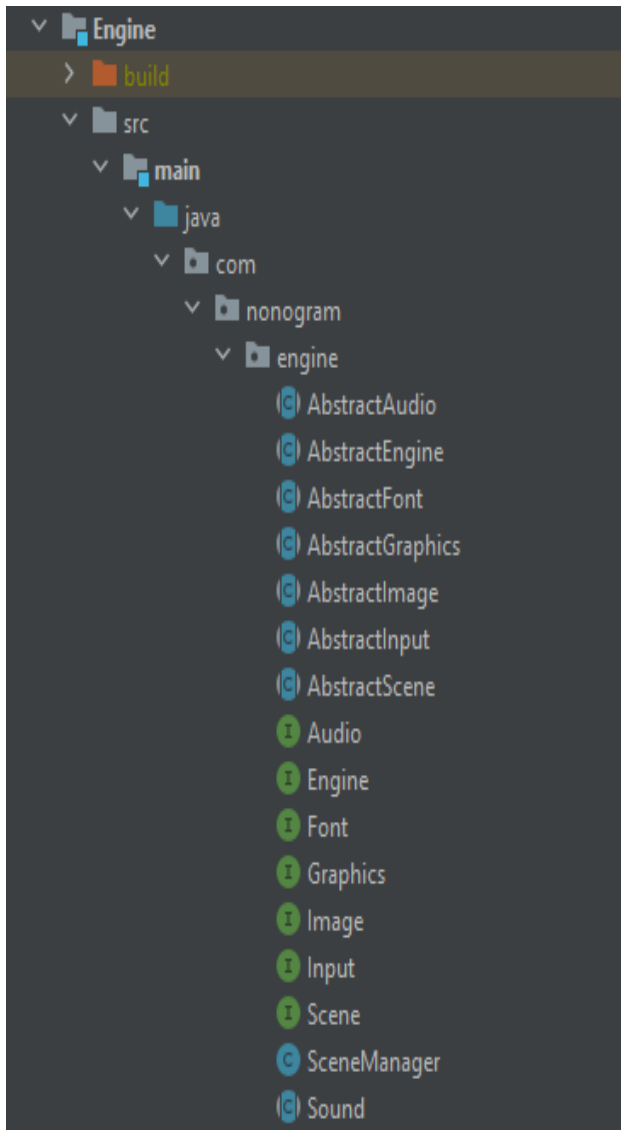 Engine
build
src
main
java
com
nonogram
engine
AbstractAudio
AbstractEngine
AbstractFont
AbstractGraphics
AbstractImage
AbstractInput
AbstractScene
Audio
Engine
Font
Graphics
Image
Input
Scene
SceneManager
Sound